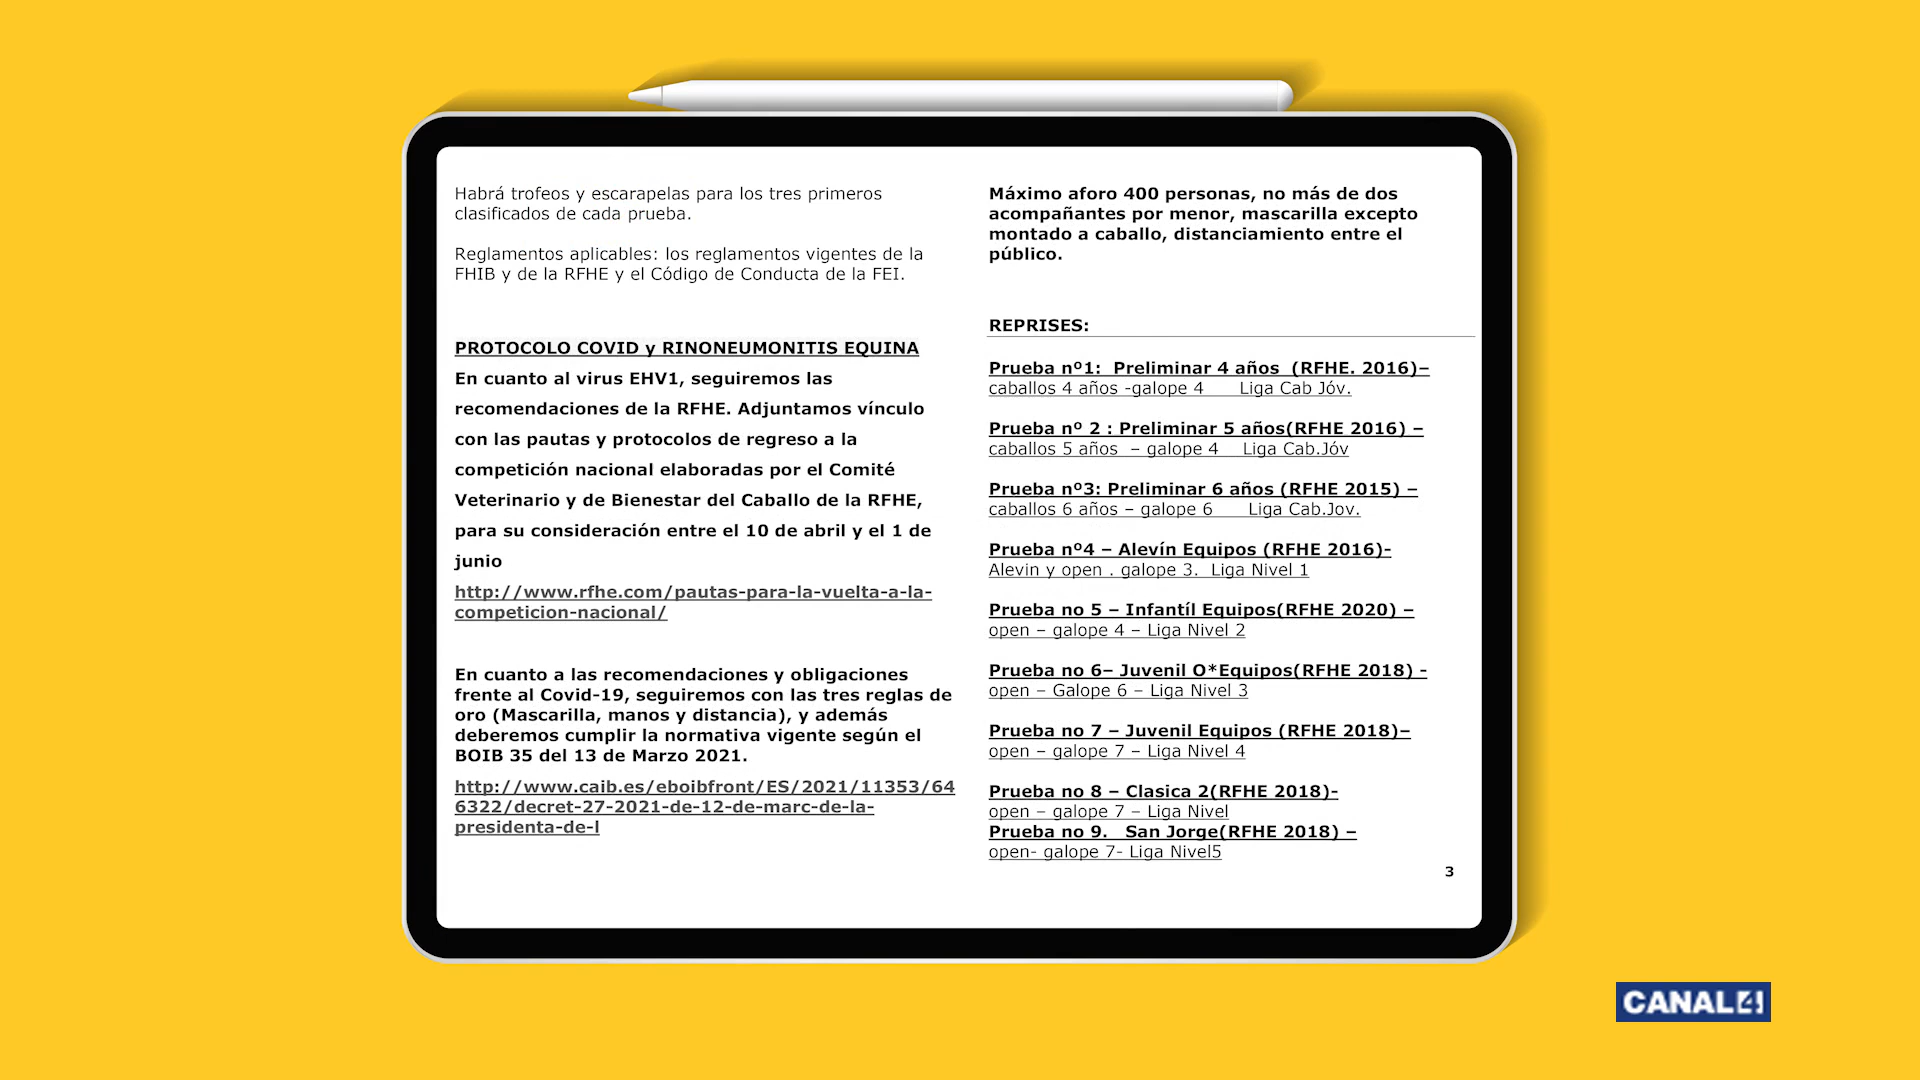 Habrá trofeos y escarapelas para los tres primeros
clasificados de cada prueba.
Reglamentos aplicables: los reglamentos vigentes de la
FHIB y de la RFHE y el Código de Conducta de la FEI.
PROTOCOLO COVID y RINONEUMONITIS EQUINA
En cuanto al virus EHV1, seguiremos las
recomendaciones de la RFHE. Adjuntamos vínculo
con las pautas y protocolos de regreso a la
competición nacional elaboradas por el Comité
Veterinario y de Bienestar del Caballo de la RFHE,
para su consideración entre el 10 de abril y el 1 de
junio
http://www.rfhe.com/pautas-para-la-vuelta-a-la-
competicion-nacional/
En cuanto a las recomendaciones y obligaciones
frente al Covid-19, seguiremos con las tres reglas de
oro (Mascarilla, manos y distancia), y además
deberemos cumplir la normativa vigente según el
BOIB 35 del 13 de Marzo 2021.
http://www.caib.es/eboibfront/ES/2021/11353/64
6322/decret-27-2021-de-12-de-marc-de-la-
presidenta-de-l
Máximo aforo 400 personas, no más de dos
acompañantes por menor, mascarilla excepto
montado a caballo, distanciamiento entre el
público.
REPRISES:
Prueba nº1:  Preliminar 4 años  (RFHE. 2016)–
caballos 4 años -galope 4      Liga Cab Jóv.
Prueba nº 2 : Preliminar 5 años(RFHE 2016) –
caballos 5 años  – galope 4    Liga Cab.Jóv
Prueba nº3: Preliminar 6 años (RFHE 2015) –
caballos 6 años – galope 6      Liga Cab.Jov.
Prueba nº4 – Alevín Equipos (RFHE 2016)-
Alevin y open . galope 3.  Liga Nivel 1
Prueba no 5 – Infantíl Equipos(RFHE 2020) –
open – galope 4 – Liga Nivel 2
Prueba no 6– Juvenil O*Equipos(RFHE 2018) -
open – Galope 6 – Liga Nivel 3
Prueba no 7 – Juvenil Equipos (RFHE 2018)–
open – galope 7 – Liga Nivel 4
Prueba no 8 – Clasica 2(RFHE 2018)-
open – galope 7 – Liga Nivel
Prueba no 9.   San Jorge(RFHE 2018) –
open- galope 7- Liga Nivel5
3
CANAL4